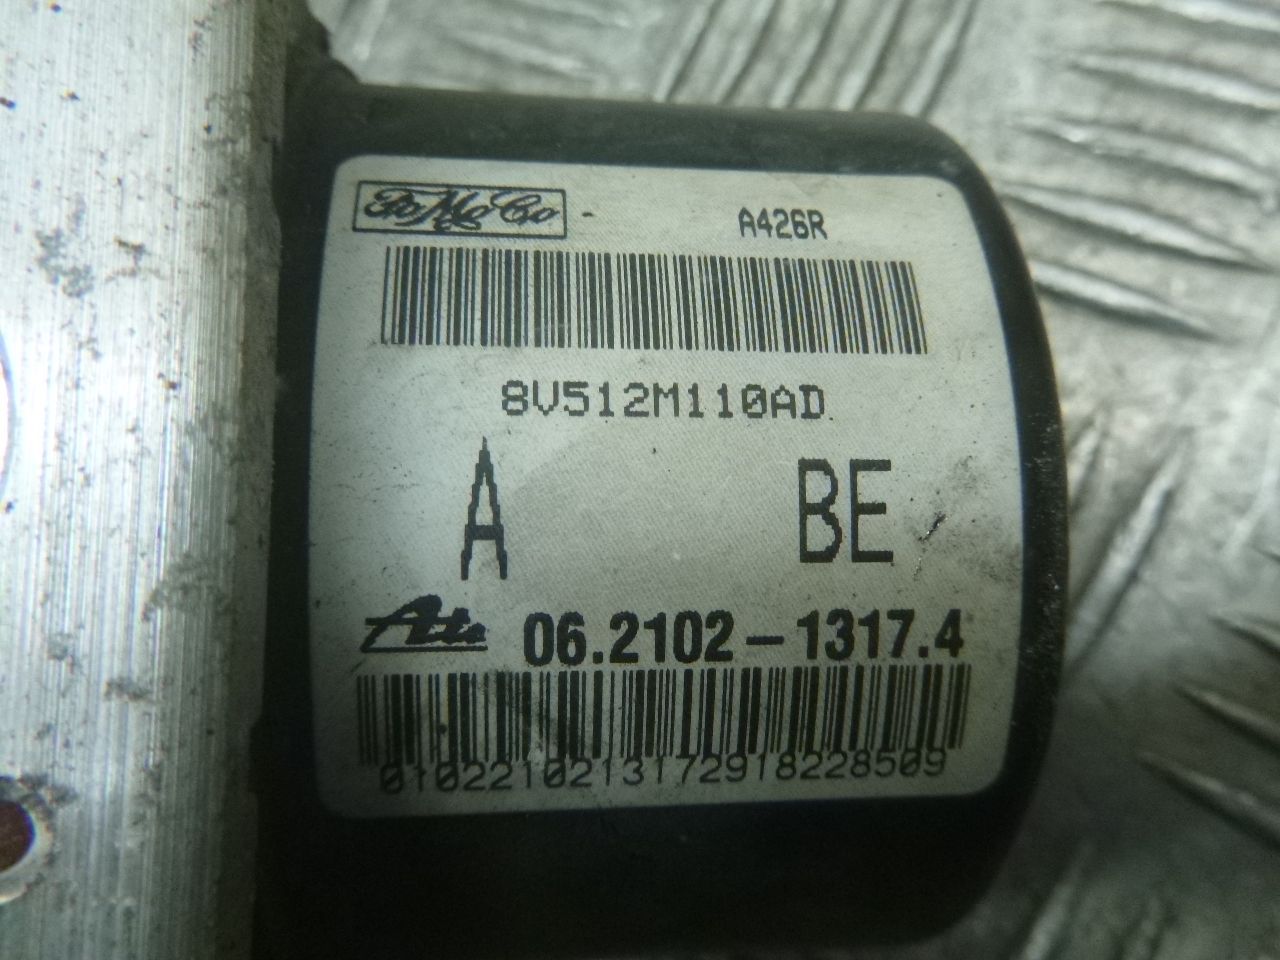 FoMoCo
A426R
8V512M110AD
A BE
Ate 06.2102-1317.4
0102210213172918228509